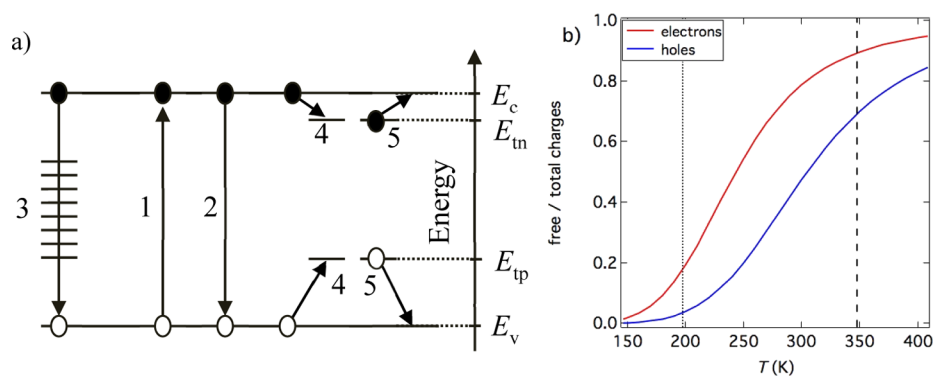 a)
E_c
4
5
E_tn
3
1
2
Energy
4
5
E_tp
E_v
b)
electrons
holes
free / total charges
1.0
0.8
0.6
0.4
0.2
0.0
150 200 250 300 350 400
T (K)